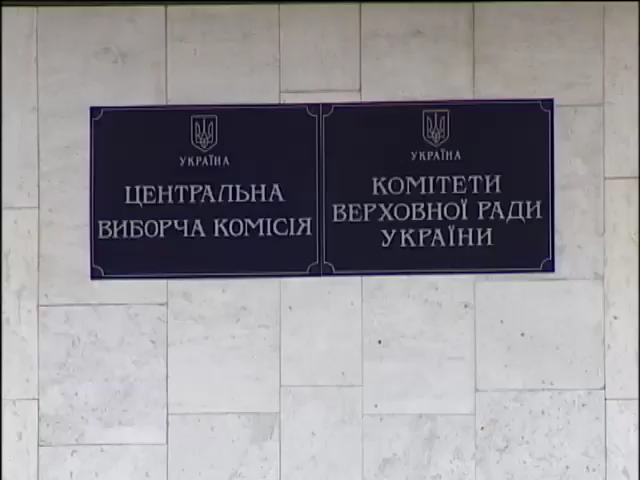 УКРАЇНА
ЦЕНТРАЛЬНА
ВИБОРЧА КОМІСІЯ
УКРАЇНА
КОМІТЕТИ
ВЕРХОВНОЇ РАДИ
УКРАЇНИ